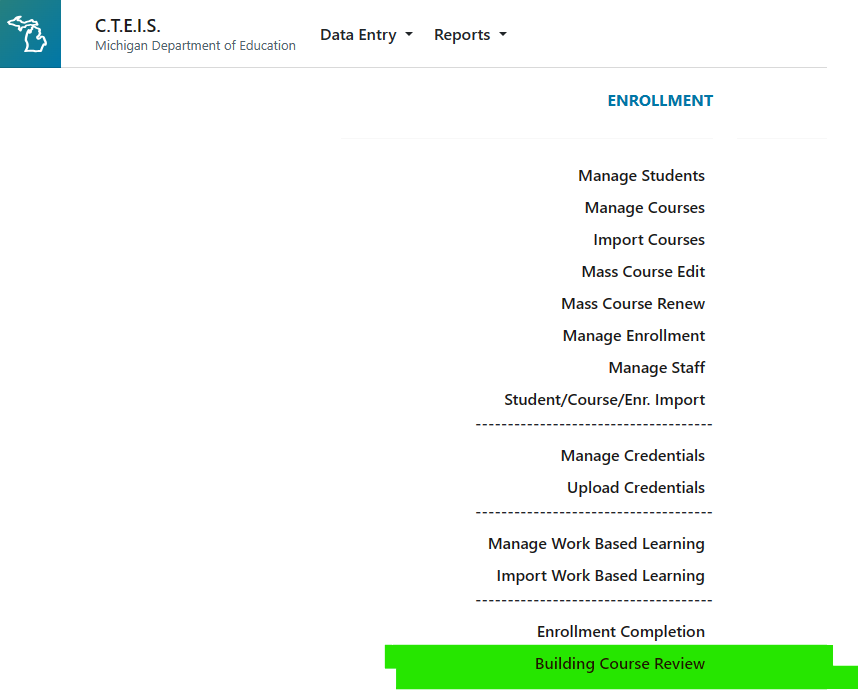 C.T.E.I.S.
Michigan Department of Education
Data Entry
Reports
ENROLLMENT
Manage Students
Manage Courses
Import Courses
Mass Course Edit
Mass Course Renew
Manage Enrollment
Manage Staff
Student/Course/Enr. Import
-------------------------------------
Manage Credentials
Upload Credentials
-------------------------------------
Manage Work Based Learning
Import Work Based Learning
-------------------------------------
Enrollment Completion
Building Course Review